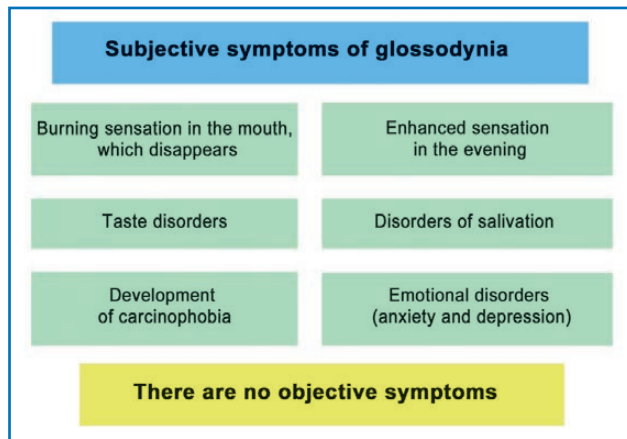 Subjective symptoms of glossodynia
Burning sensation in the mouth,
which disappears
Enhanced sensation
in the evening
Taste disorders
Disorders of salivation
Development
of carcinophobia
Emotional disorders
(anxiety and depression)
There are no objective symptoms